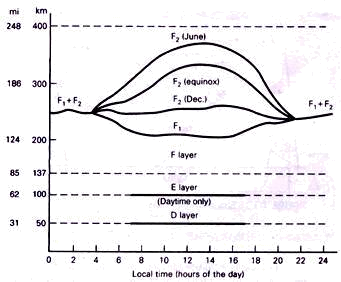 mi km
248 400
F₂ (June)
300
186
F₂ (equinox)
F₁ + F₂
F₂ (Dec.)
F₁ + F₂
250
F₁
124 200
F layer
85 137
E layer
62 100
(Daytime only)
D layer
31 50
0 2 4 6 8 10 12 14 16 18 20 22 24
Local time (hours of the day)